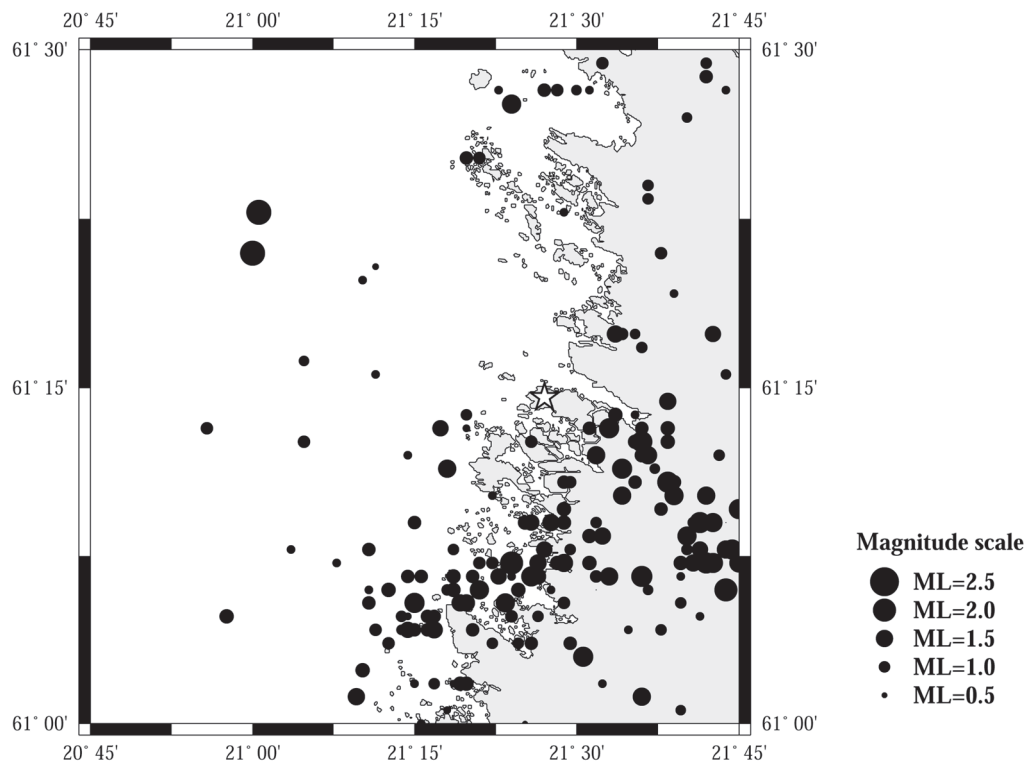 20° 45' 21° 00' 21° 15' 21° 30' 21° 45'
61° 30' 61° 30'
61° 15' 61° 15'
Magnitude scale
ML=2.5
ML=2.0
ML=1.5
ML=1.0
ML=0.5
61° 00' 61° 00'
20° 45' 21° 00' 21° 15' 21° 30' 21° 45'